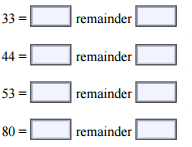 33 = remainder
44 = remainder
53 = remainder
80 = remainder